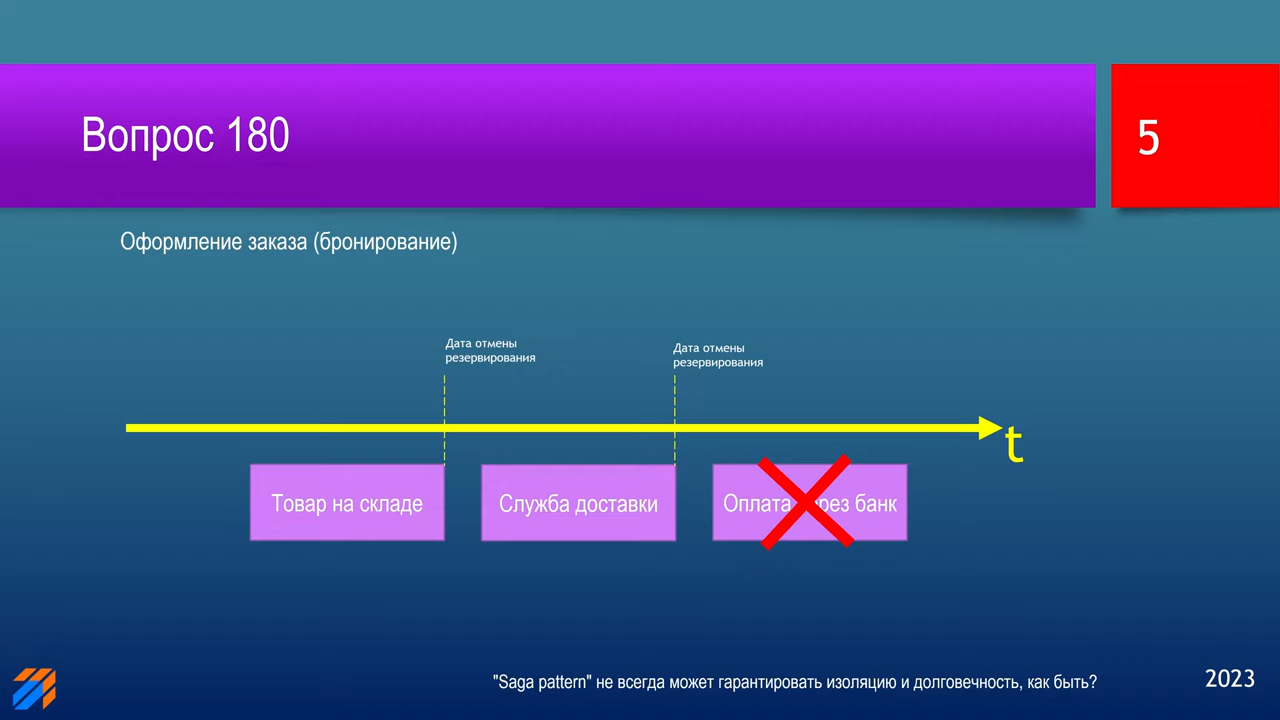 Вопрос 180
5
Оформление заказа (бронирование)
Дата отмены
резервирования
Дата отмены
резервирования
t
Товар на складе
Служба доставки
Оплата через банк
"Saga pattern" не всегда может гарантировать изоляцию и долговечность, как быть?
2023